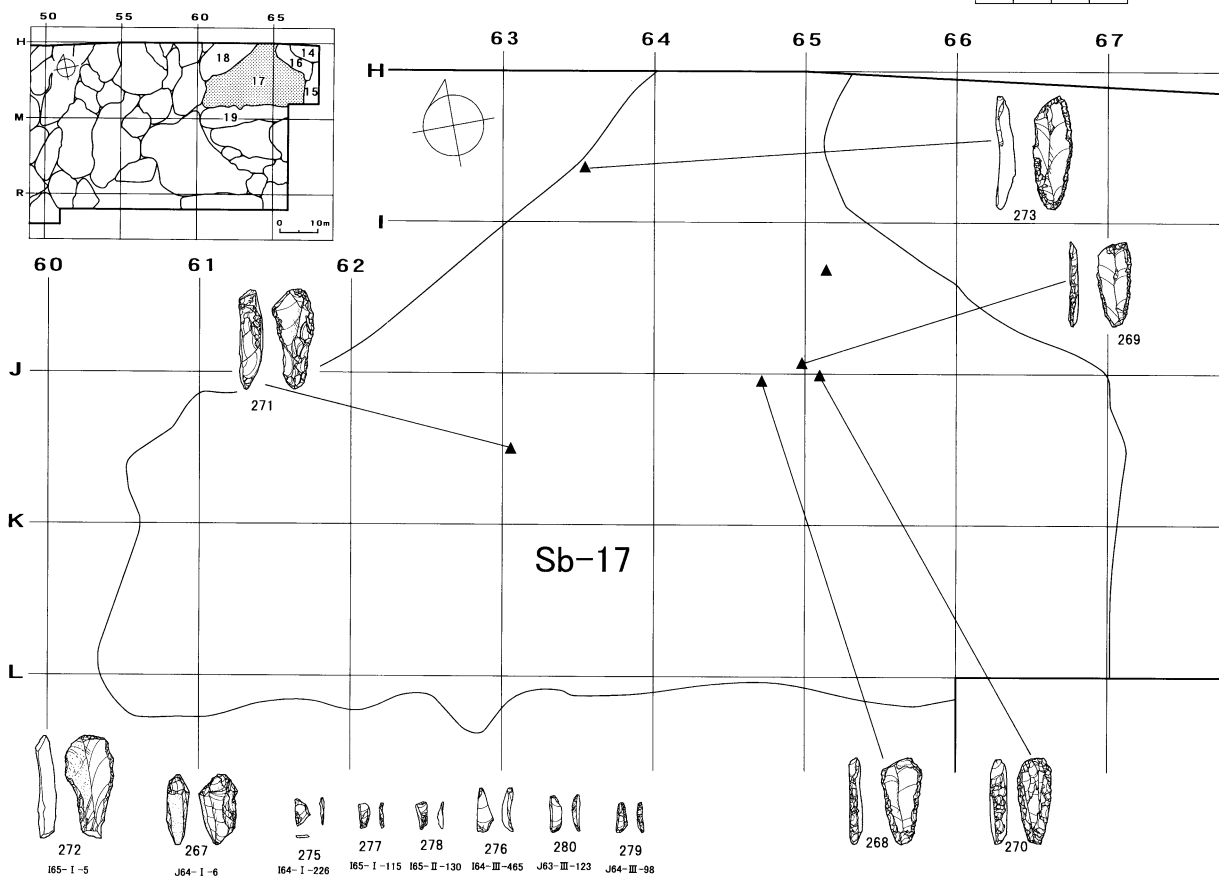 50 55 60 65
H
18
14
16
17
15
M
19
R
0 10m
63 64 65 66 67
H
273
I
60 61 62
269
J
271
K
Sb-17
L
272
I65-Ⅰ-5
267
J64-Ⅰ-6
275
I64-Ⅰ-226
277
I65-Ⅰ-115
278
I65-Ⅱ-130
276
I64-Ⅲ-465
280
J63-Ⅲ-123
279
J64-Ⅲ-98
268
270